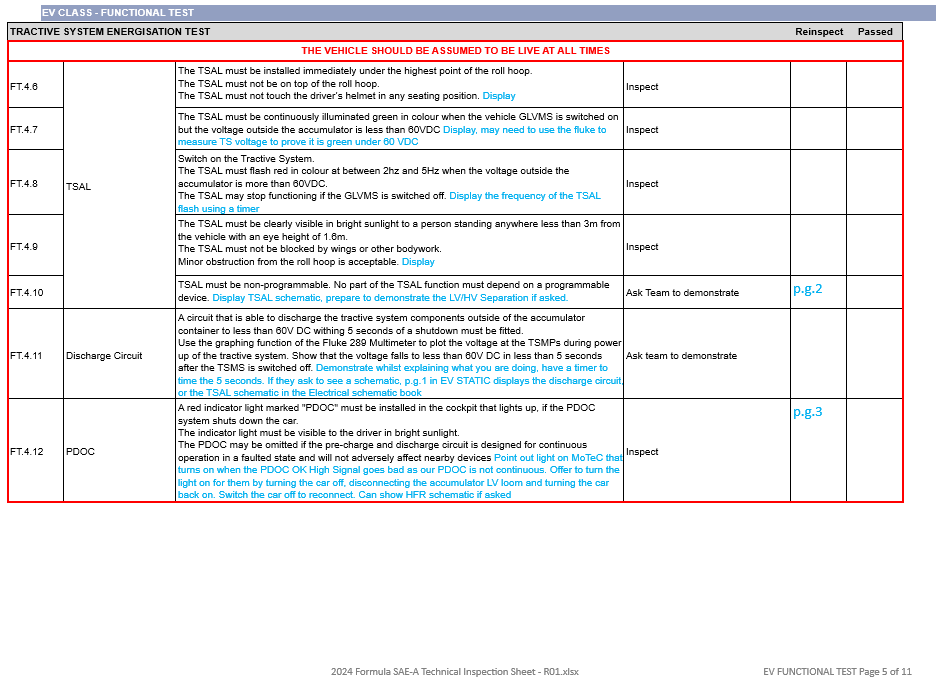 EV CLASS - FUNCTIONAL TEST
TRACTIVE SYSTEM ENERGISATION TEST Reinspect Passed
THE VEHICLE SHOULD BE ASSUMED TO BE LIVE AT ALL TIMES
FT.4.6
The TSAL must be installed immediately under the highest point of the roll hoop.
The TSAL must not be on top of the roll hoop.
The TSAL must not touch the driver's helmet in any seating position. Display
Inspect
FT.4.7
The TSAL must be continuously illuminated green in colour when the vehicle GLVMS is switched on
but the voltage outside the accumulator is less than 60VDC Display, may need to use the fluke to
measure TS voltage to prove it is green under 60 VDC
Inspect
FT.4.8
TSAL
Switch on the Tractive System.
The TSAL must flash red in colour at between 2hz and 5Hz when the voltage outside the
accumulator is more than 60VDC.
The TSAL may stop functioning if the GLVMS is switched off. Display the frequency of the TSAL
flash using a timer
Inspect
FT.4.9
The TSAL must be clearly visible in bright sunlight to a person standing anywhere less than 3m from
the vehicle with an eye height of 1.6m.
The TSAL must not be blocked by wings or other bodywork.
Minor obstruction from the roll hoop is acceptable. Display
Inspect
FT.4.10
TSAL must be non-programmable. No part of the TSAL function must depend on a programmable
device. Display TSAL schematic, prepare to demonstrate the LV/HV Separation if asked.
Ask Team to demonstrate
p.g.2
FT.4.11
Discharge Circuit
A circuit that is able to discharge the tractive system components outside of the accumulator
container to less than 60V DC withing 5 seconds of a shutdown must be fitted.
Use the graphing function of the Fluke 289 Multimeter to plot the voltage at the TSMPs during power
up of the tractive system. Show that the voltage falls to less than 60V DC in less than 5 seconds
after the TSMS is switched off. Demonstrate whilst explaining what you are doing, have a timer to
time the 5 seconds. If they ask to see a schematic, p.g.1 in EV STATIC displays the discharge circuit,
or the TSAL schematic in the Electrical schematic book
Ask team to demonstrate
FT.4.12
PDOC
A red indicator light marked "PDOC" must be installed in the cockpit that lights up, if the PDOC
system shuts down the car.
The indicator light must be visible to the driver in bright sunlight.
The PDOC may be omitted if the pre-charge and discharge circuit is designed for continuous
operation in a faulted state and will not adversely affect nearby devices Point out light on MoTeC that
turns on when the PDOC OK High Signal goes bad as our PDOC is not continuous. Offer to turn the
light on for them by turning the car off, disconnecting the accumulator LV loom and turning the car
back on. Switch the car off to reconnect. Can show HFR schematic if asked
Inspect
p.g.3
2024 Formula SAE-A Technical Inspection Sheet - R01.xlsx
EV FUNCTIONAL TEST Page 5 of 11